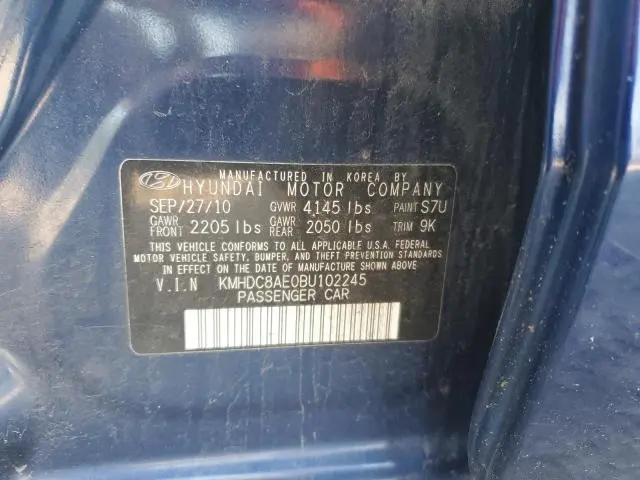 MANUFACTURED IN KOREA BY
HYUNDAI MOTOR COMPANY
SEP/27/10 GVWR 4145 lbs PAINT S7U
GAWR FRONT 2205 lbs GAWR REAR 2050 lbs TRIM 9K
THIS VEHICLE CONFORMS TO ALL APPLICABLE U.S.A. FEDERAL
MOTOR VEHICLE SAFETY, BUMPER, AND THEFT PREVENTION STANDARDS IN
EFFECT ON THE DATE OF MANUFACTURE SHOWN ABOVE
V.I.N KMHDC8AE0BU102245
PASSENGER CAR